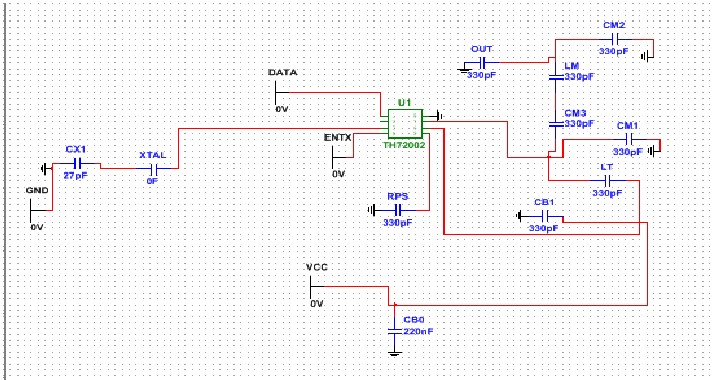 CM2
330pF
OUT
330pF
LM
330pF
DATA
0V
U1
TH72002
CM3
330pF
CM1
330pF
ENTX
0V
CX1
27pF
XTAL
0F
LT
330pF
GND
0V
RPS
330pF
CB1
330pF
VCC
0V
CB0
220nF